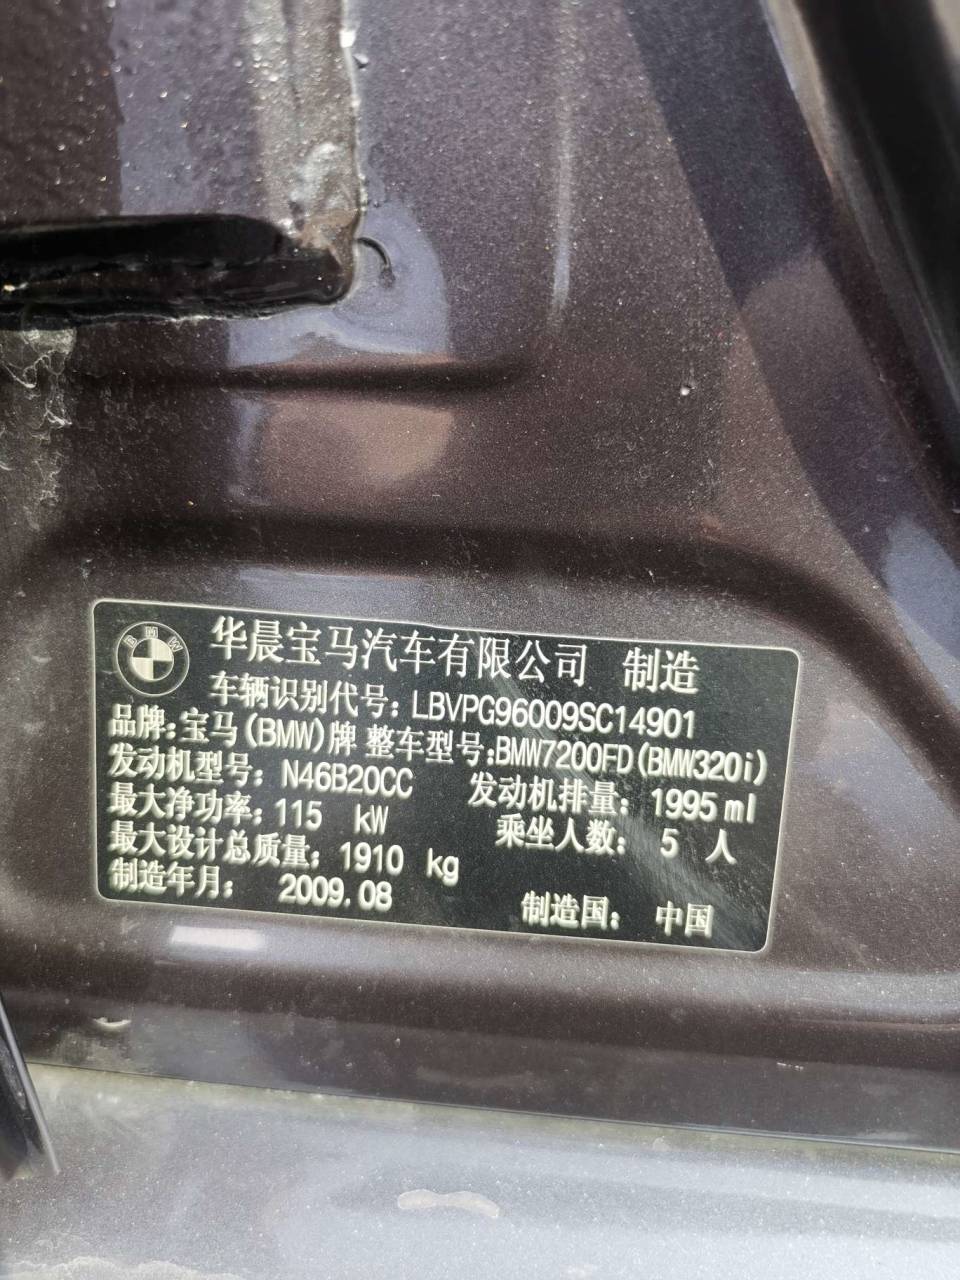 BMW
华晨宝马汽车有限公司 制造
车辆识别代号：LBVPG96009SC14901
品牌：宝马(BMW)牌 整车型号：BMW7200FD(BMW320i)
发动机型号：N46B20CC 发动机排量：1995ml
最大净功率：115 kW 乘坐人数：5 人
最大设计总质量：1910 kg
制造年月：2009.08 制造国：中国